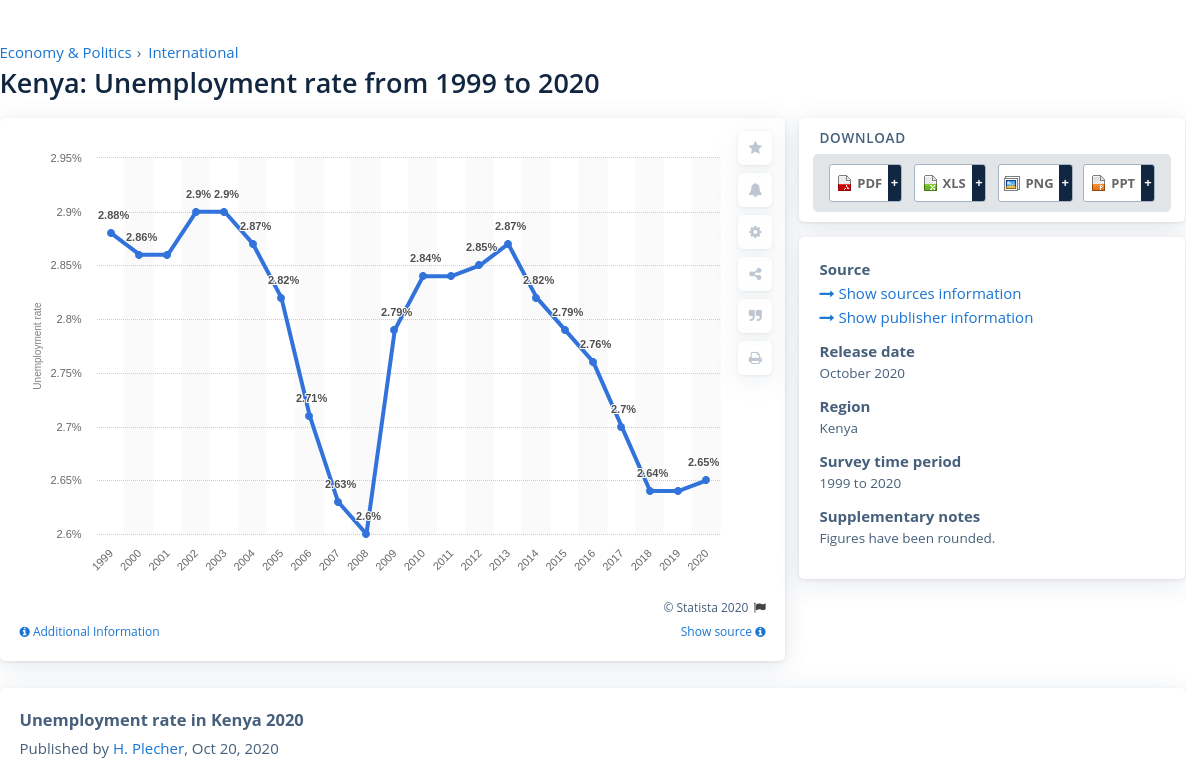 Economy & Politics › International
Kenya: Unemployment rate from 1999 to 2020
2.95%
2.9%
2.85%
2.8%
2.75%
2.7%
2.65%
2.6%
Unemployment rate
2.88%
2.86%
2.9%
2.9%
2.87%
2.82%
2.71%
2.63%
2.6%
2.79%
2.84%
2.85%
2.87%
2.82%
2.79%
2.76%
2.7%
2.64%
2.65%
1999
2000
2001
2002
2003
2004
2005
2006
2007
2008
2009
2010
2011
2012
2013
2014
2015
2016
2017
2018
2019
2020
© Statista 2020
Additional Information
Show source
DOWNLOAD
PDF +
XLS +
PNG +
PPT +
Source
Show sources information
Show publisher information
Release date
October 2020
Region
Kenya
Survey time period
1999 to 2020
Supplementary notes
Figures have been rounded.
Unemployment rate in Kenya 2020
Published by H. Plecher, Oct 20, 2020